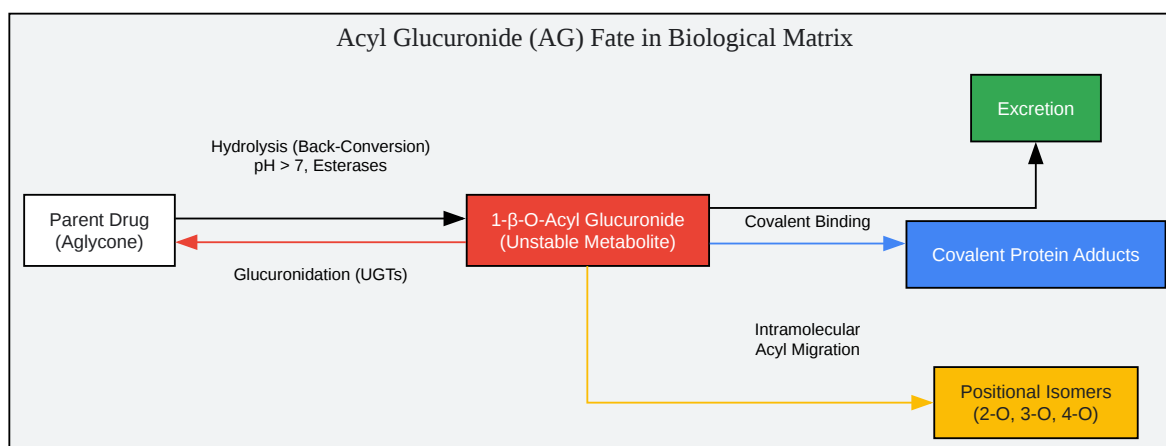 Acyl Glucuronide (AG) Fate in Biological Matrix
Excretion
Hydrolysis (Back-Conversion)
pH > 7, Esterases
Parent Drug
(Aglycone)
1-β-O-Acyl Glucuronide
(Unstable Metabolite)
Covalent Binding
Covalent Protein Adducts
Glucuronidation (UGTs)
Intramolecular
Acyl Migration
Positional Isomers
(2-O, 3-O, 4-O)